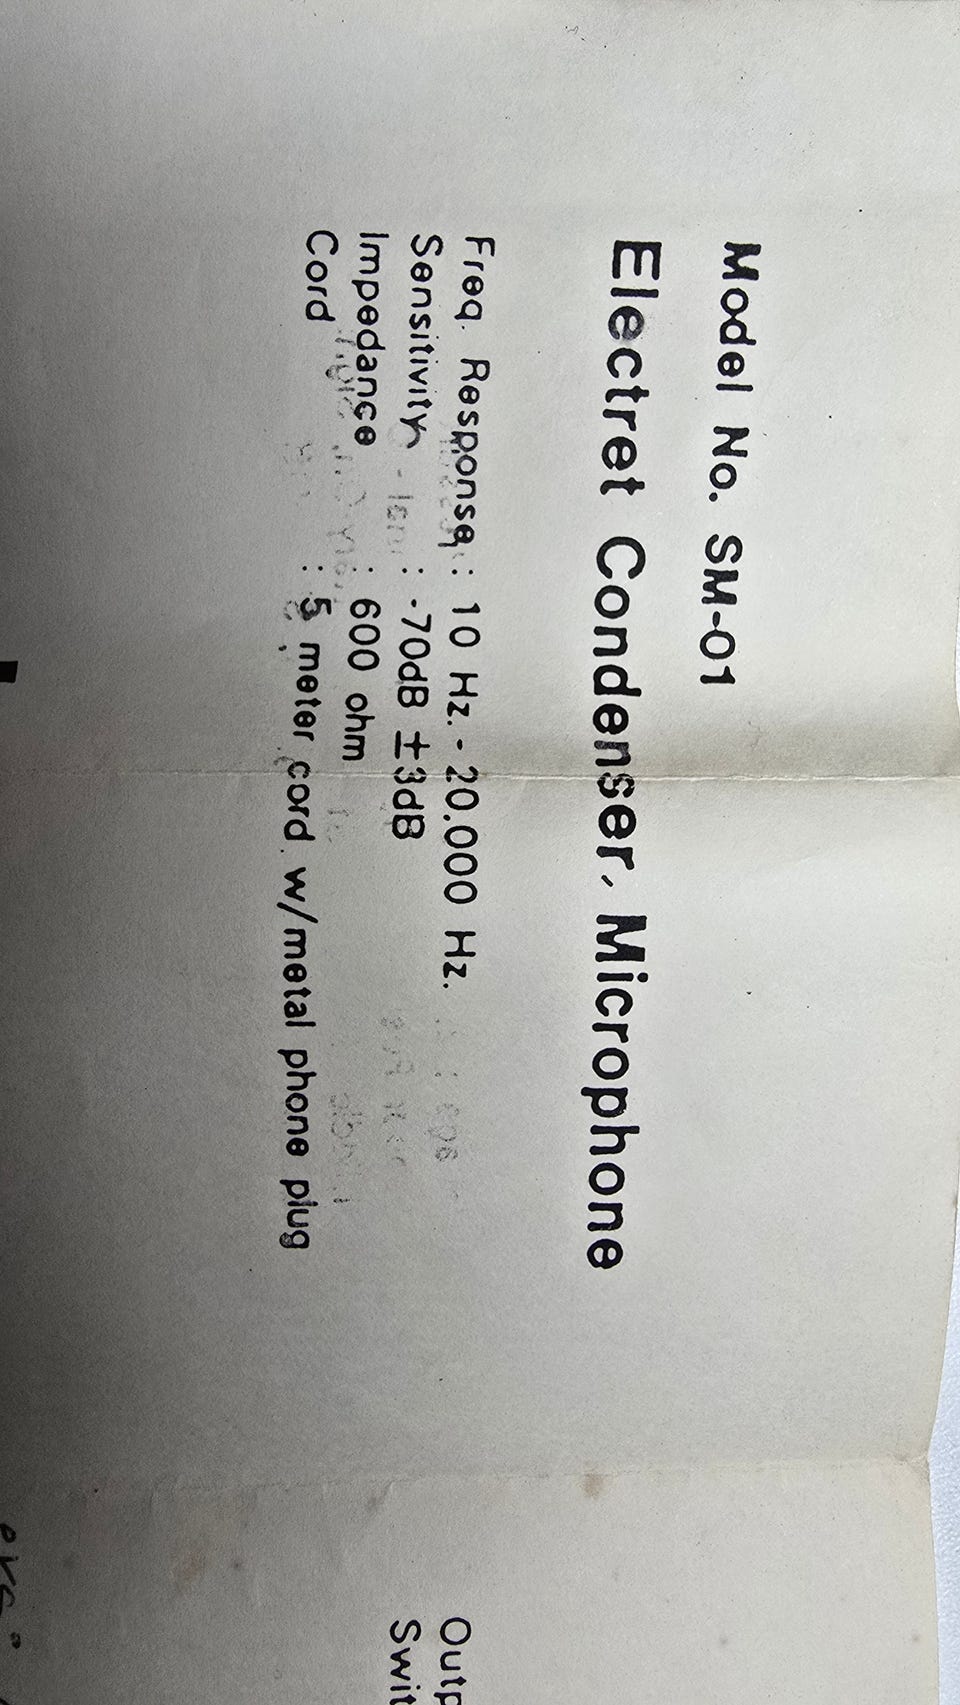 Model No. SM-01
Electret Condenser, Microphone
Freq. Response : 10 Hz. - 20.000 Hz.
Sensitivity : -70dB ±3dB
Impedance : 600 ohm
Cord : 5 meter cord w/metal phone plug
Outp
Swit